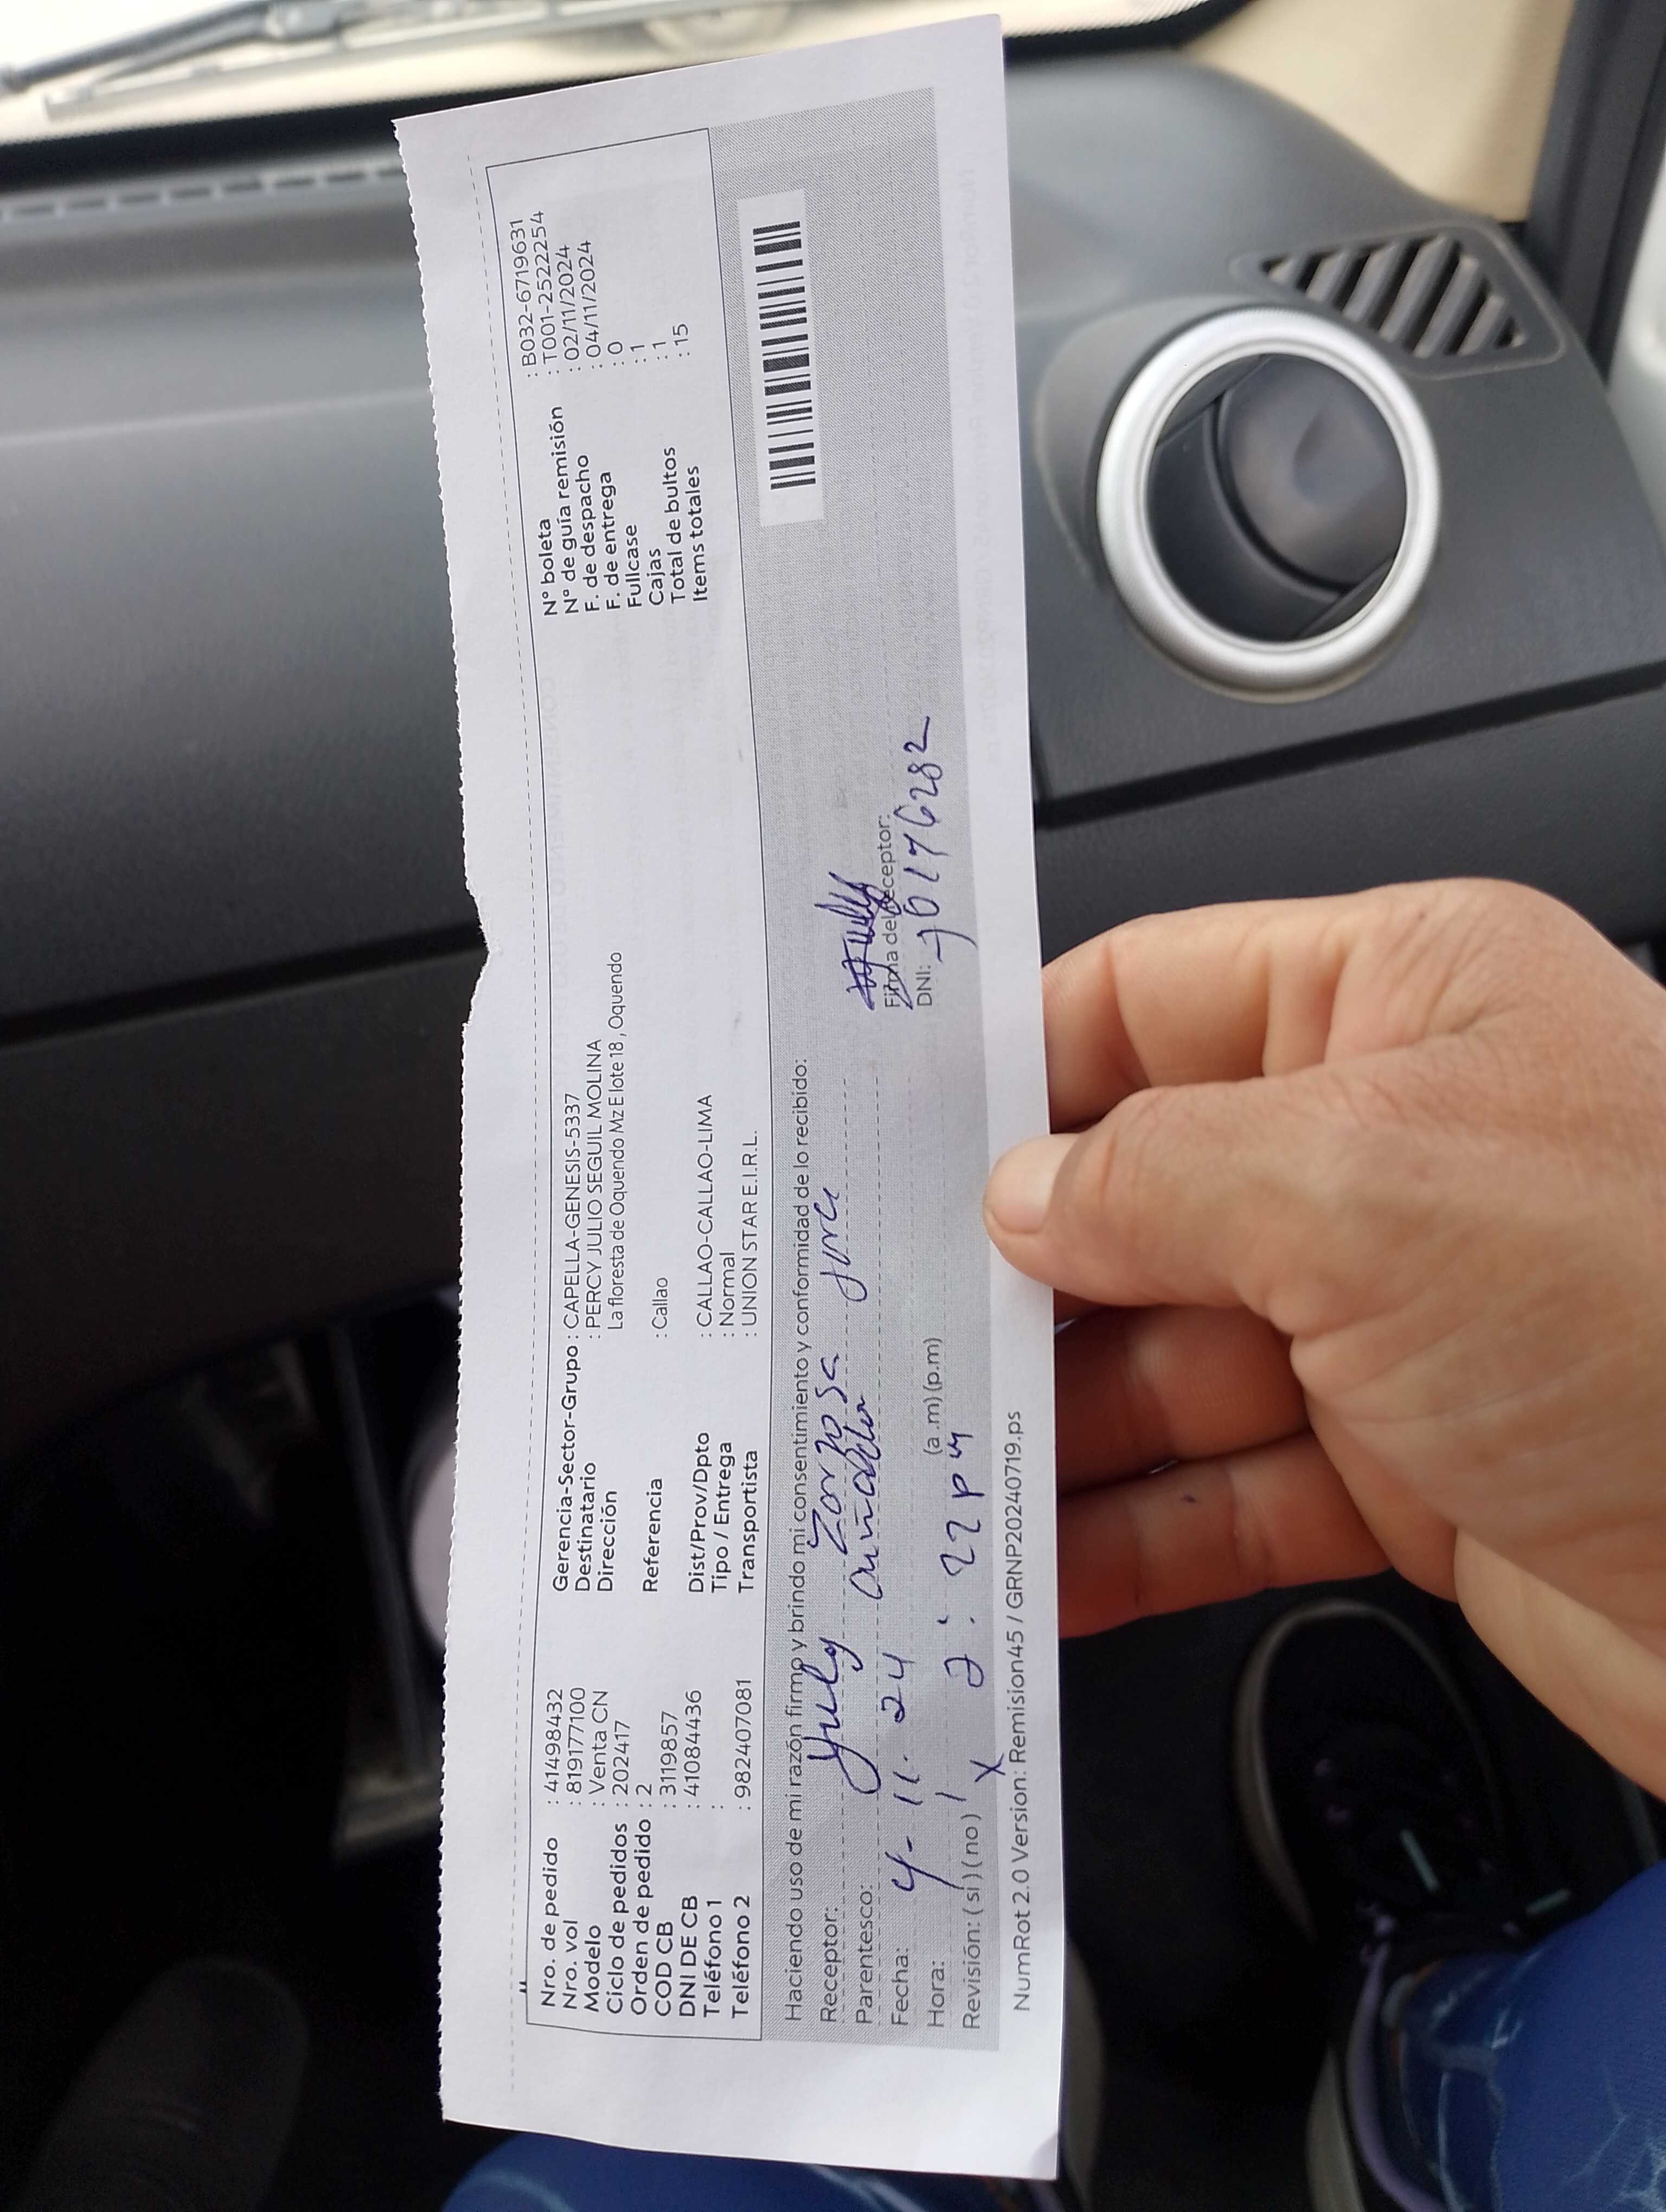 Nro. de pedido : 41498432
Nro. vol : 819177100
Modelo : Venta CN
Ciclo de pedidos : 202417
Orden de pedido : 2
COD CB : 3119857
DNI DE CB : 41084436
Teléfono 1 :
Teléfono 2 : 982407081
Gerencia-Sector-Grupo : CAPELLA-GENESIS-5337
Destinatario : PERCY JULIO SEGUIL MOLINA
Dirección La floresta de Oquendo Mz E lote 18 , Oquendo
Referencia : Callao
Dist/Prov/Dpto : CALLAO-CALLAO-LIMA
Tipo / Entrega : Normal
Transportista : UNION STAR E.I.R.L.
N° boleta : B032-6719631
N° de guía remisión : T001-2522254
F. de despacho : 02/11/2024
F. de entrega : 04/11/2024
Fullcase : 0
Cajas : 1
Total de bultos : 1
Items totales : 15
Haciendo uso de mi razón firmo y brindo mi consentimiento y conformidad de lo recibido:
Receptor: yuly
Parentesco:
Fecha: 4- 11. 24
Hora: 2:22 pm (a.m) (p.m)
Revisión: ( si ) ( no ) / X
Firma del Receptor:
DNI: 70176282
NumRot 2.0 Version: Remision45 / GRNP20240719.ps